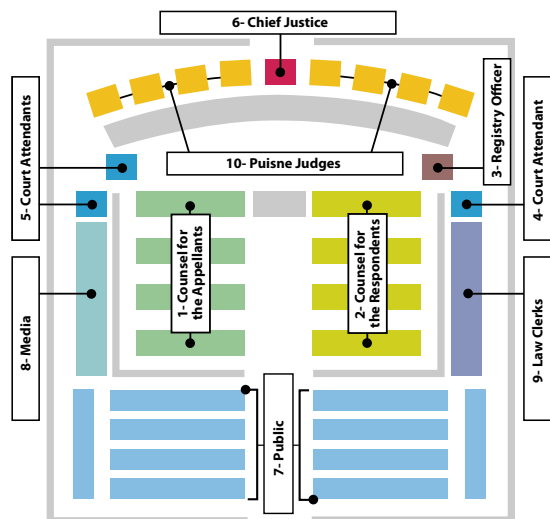 6- Chief Justice
5- Court Attendants
3- Registry Officer
4- Court Attendant
10- Puisne Judges
1- Counsel for
the Appellants
2- Counsel for
the Respondents
8- Media
9- Law Clerks
7- Public